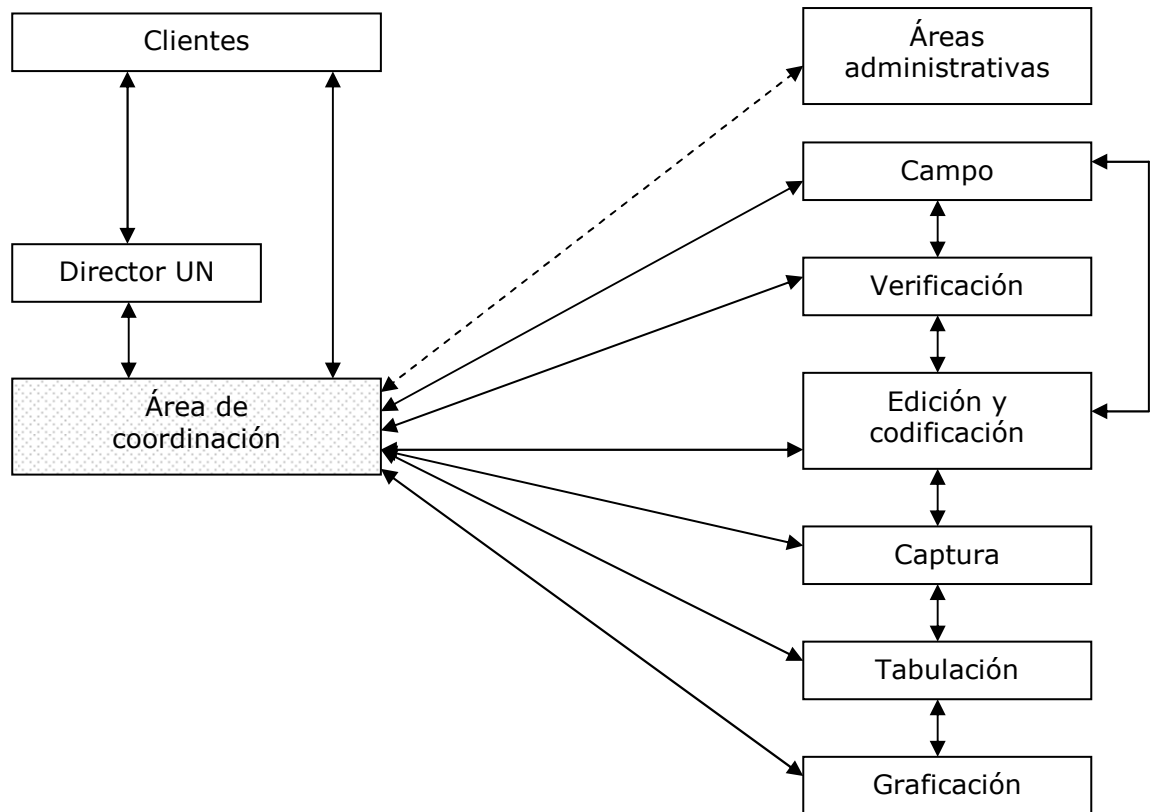 Clientes
Director UN
Área de
coordinación
Áreas
administrativas
Campo
Verificación
Edición y
codificación
Captura
Tabulación
Graficación